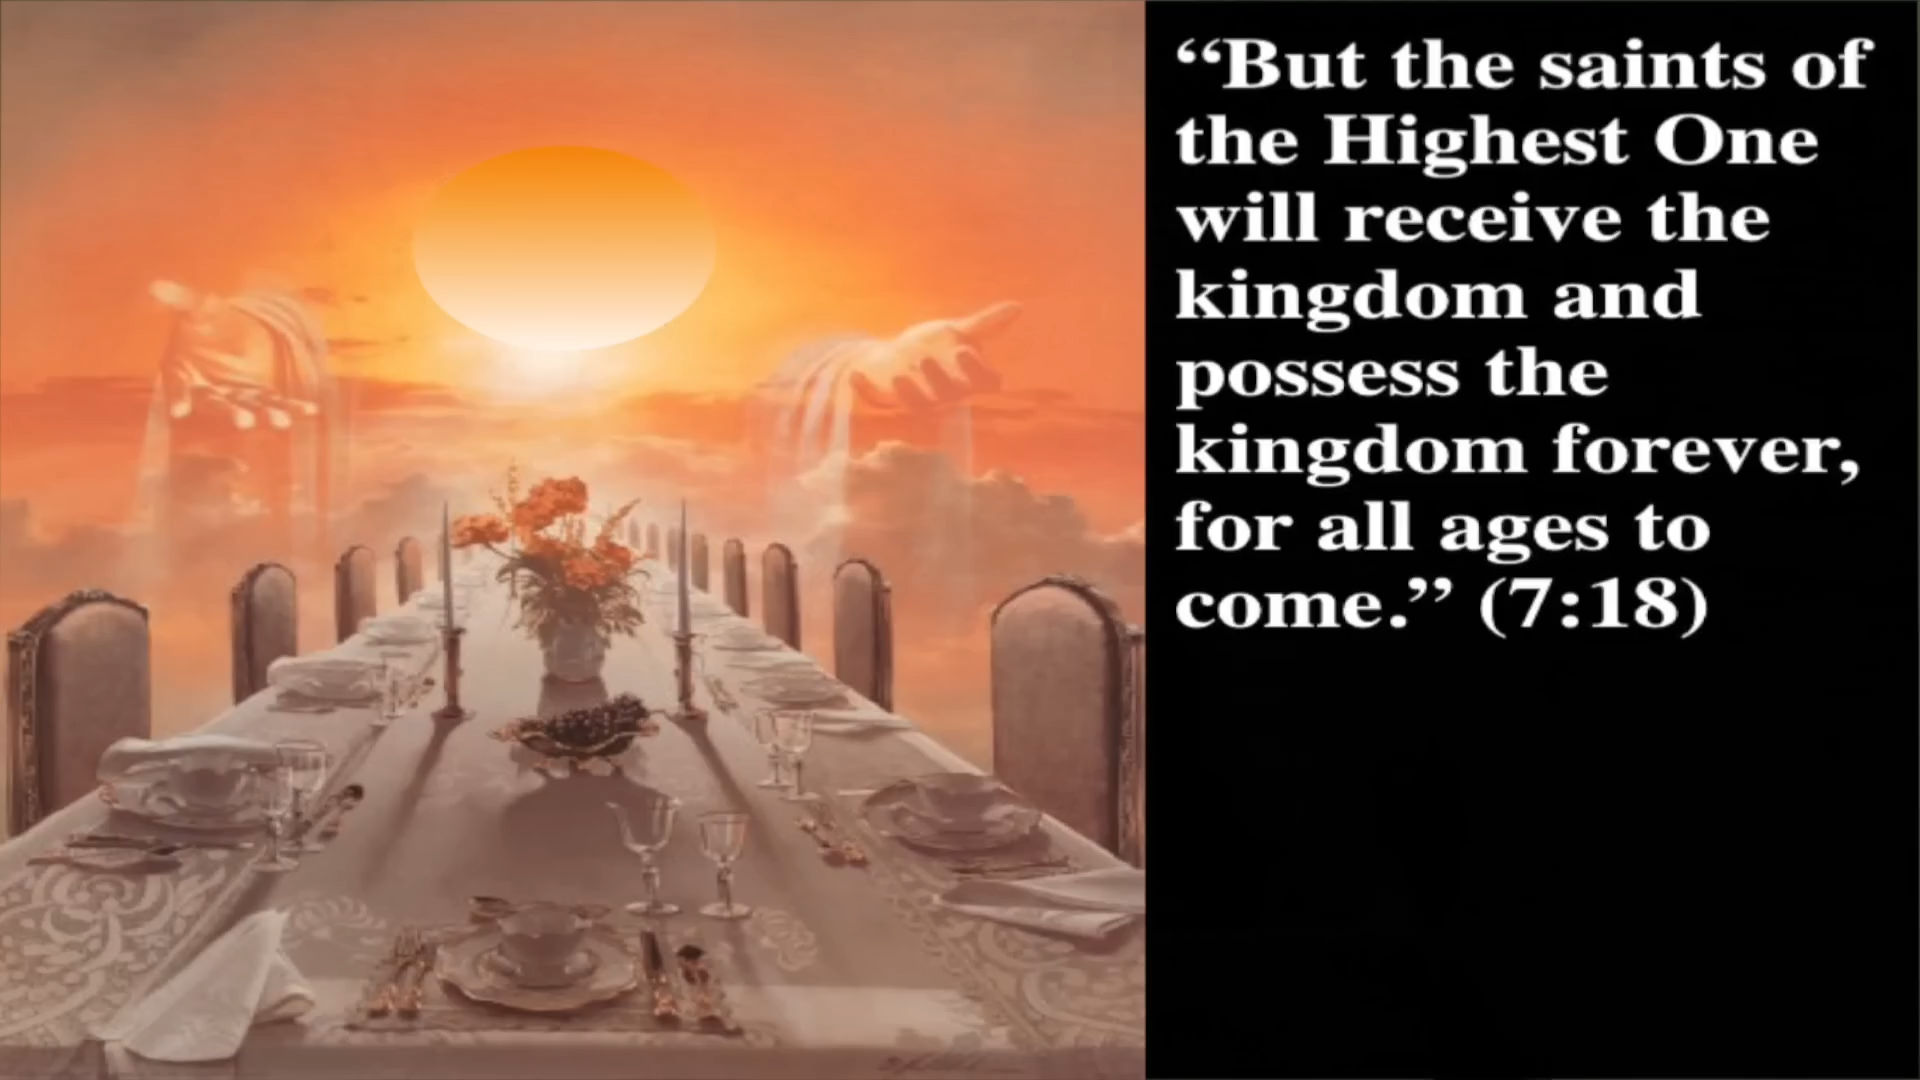 “But the saints of
the Highest One
will receive the
kingdom and
possess the
kingdom forever,
for all ages to
come.” (7:18)